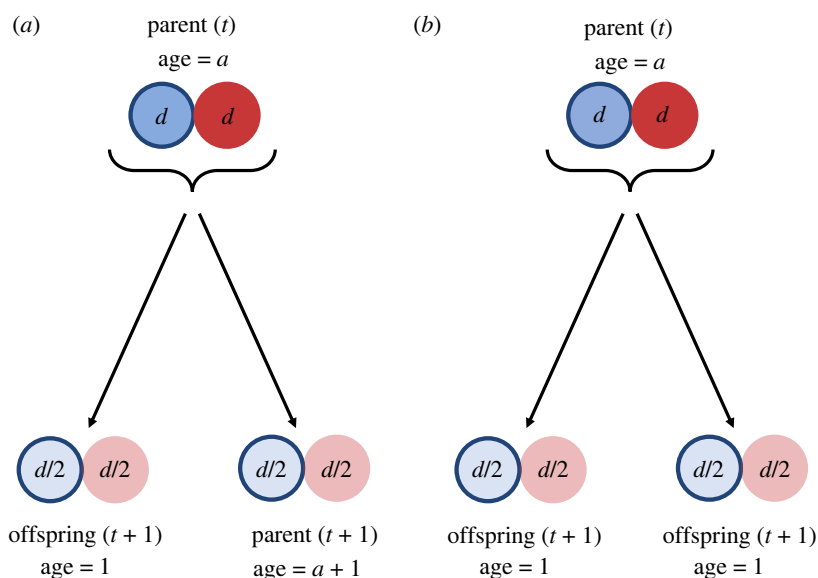 (a)
parent (t)
age = a
d d
d/2 d/2
d/2 d/2
offspring (t + 1)
age = 1
parent (t + 1)
age = a + 1
(b)
parent (t)
age = a
d d
d/2 d/2
d/2 d/2
offspring (t + 1)
age = 1
offspring (t + 1)
age = 1